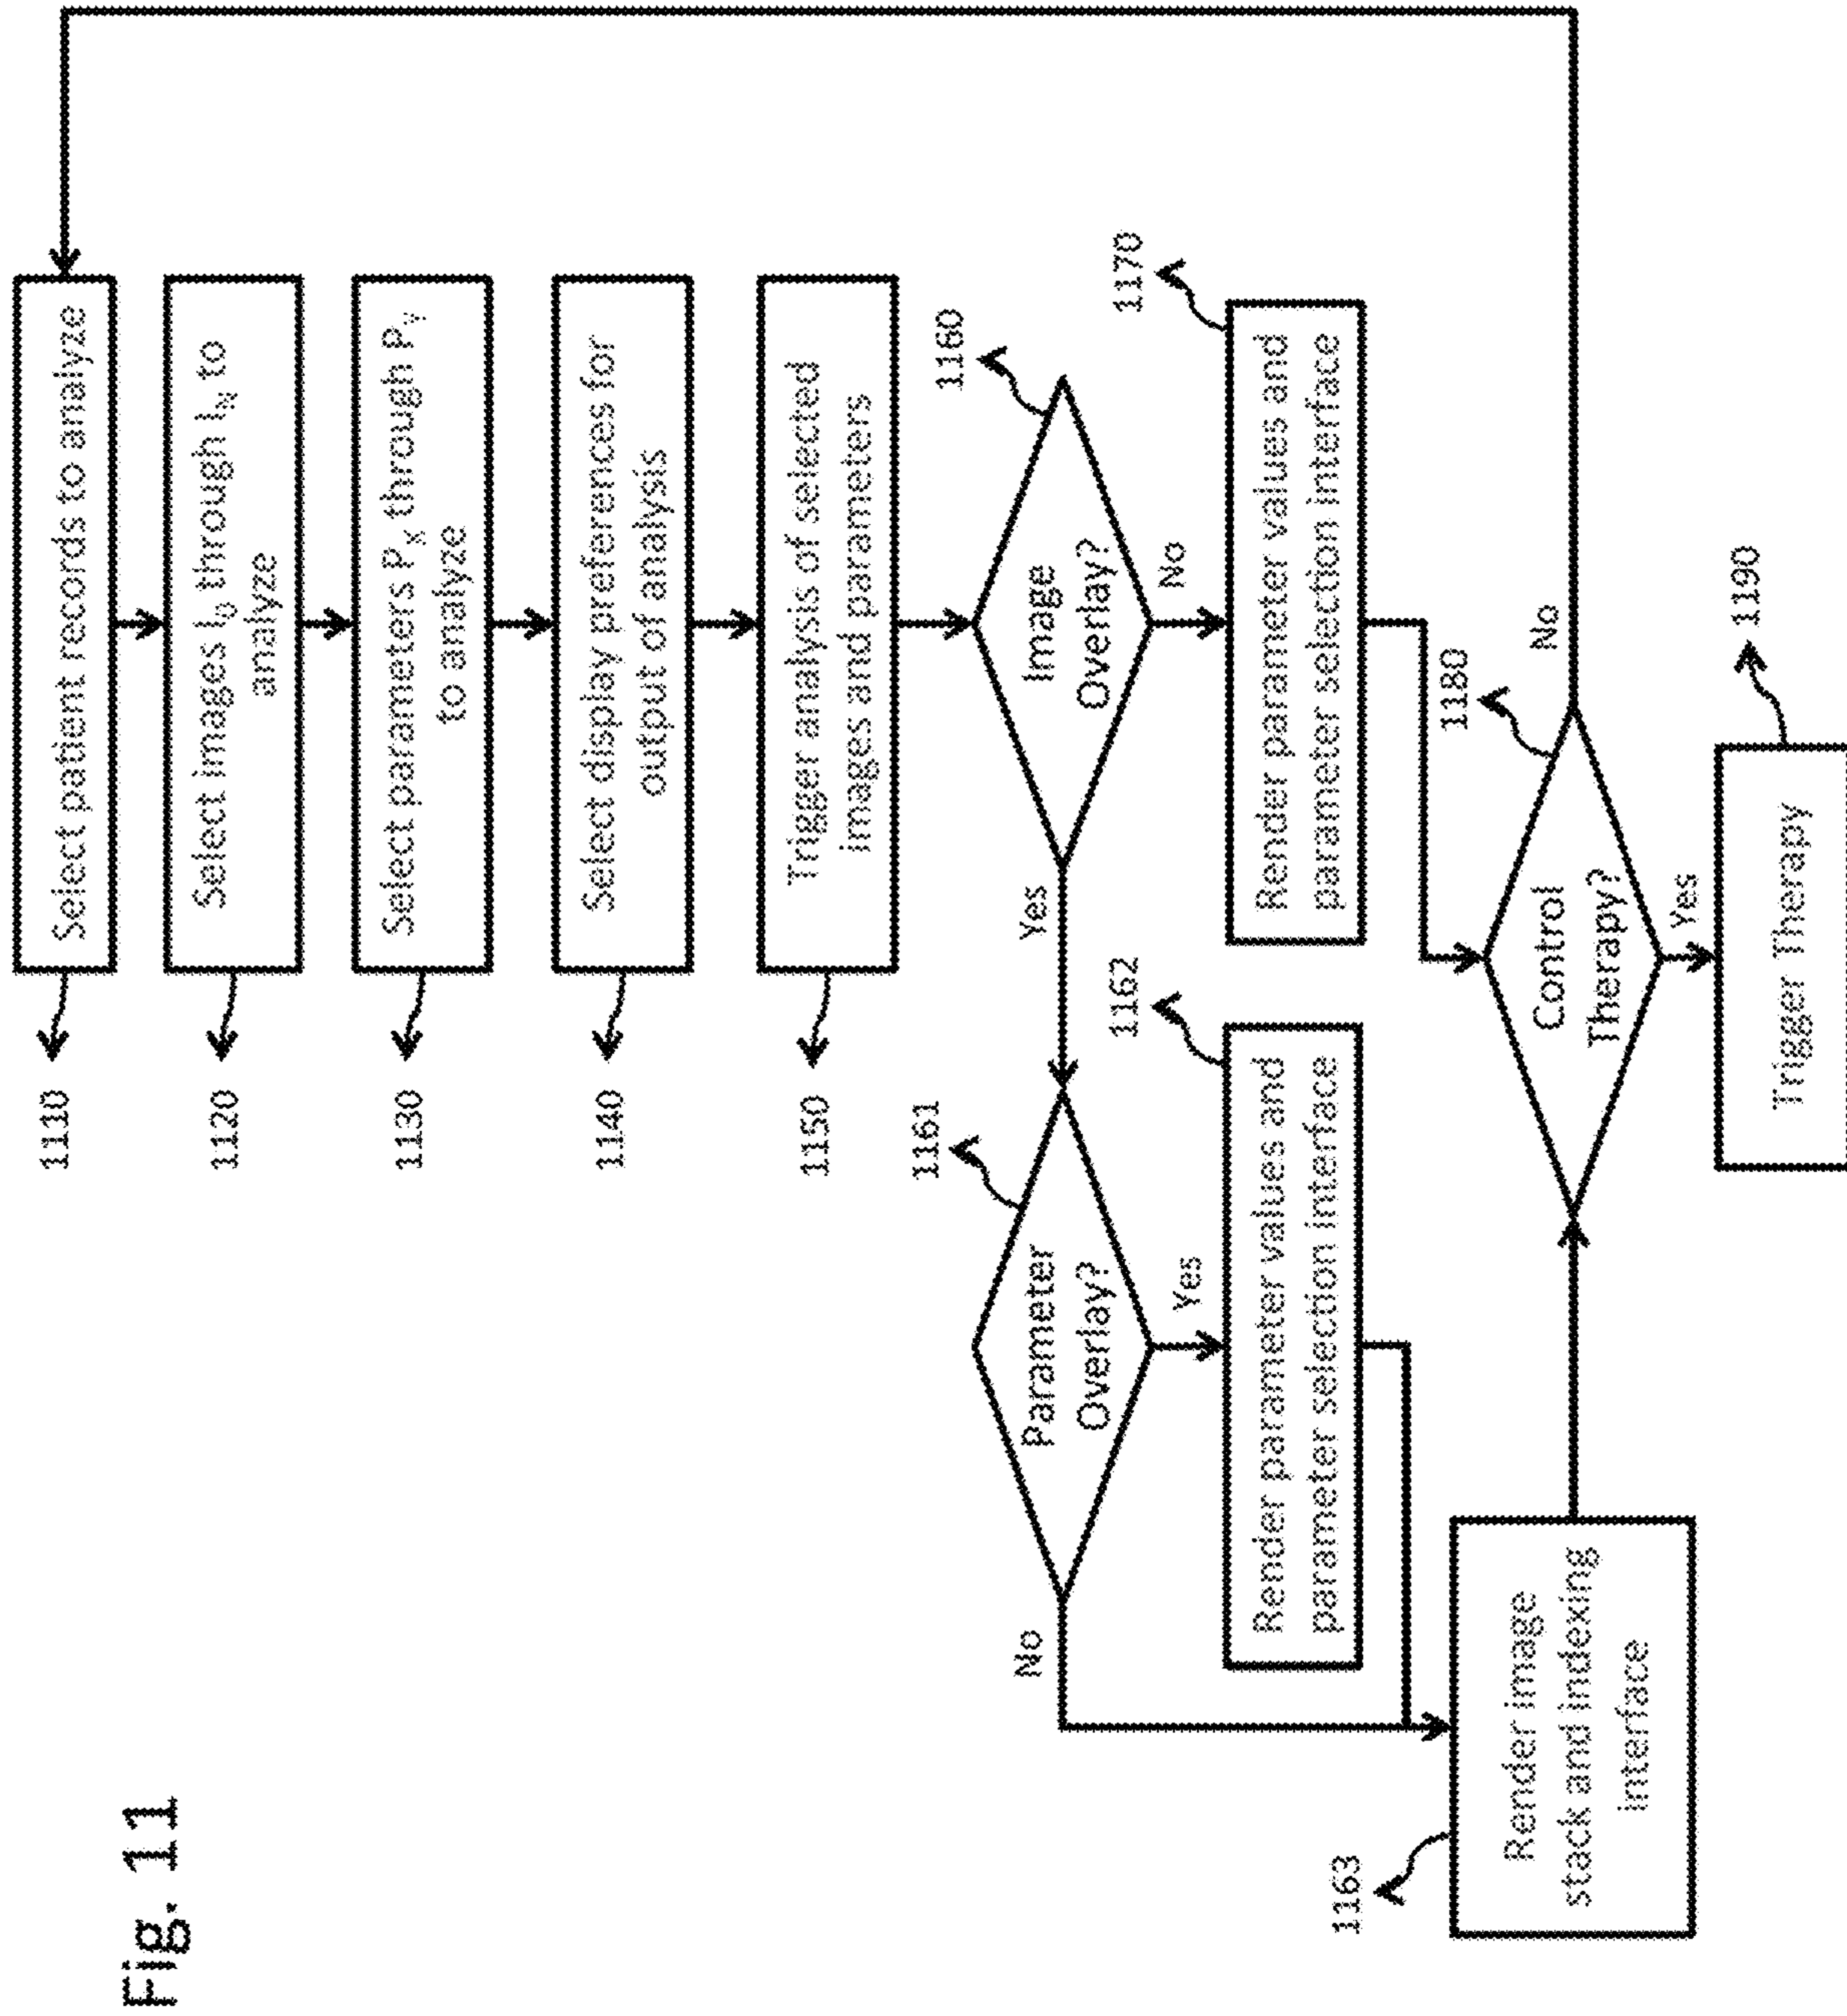 Fig. 11
1110
Select patient records to analyze
1120
Select images I0 through IN to
analyze
1130
Select parameters PX through PY
to analyze
1140
Select display preferences for
output of analysis
1150
Trigger analysis of selected
images and parameters
1160
Image
Overlay?
Yes
No
1161
Parameter
Overlay?
No
Yes
1162
Render parameter values and
parameter selection interface
1170
Render parameter values and
parameter selection interface
1163
Render image
stack and indexing
interface
1180
Control
Therapy?
No
Yes
1190
Trigger Therapy